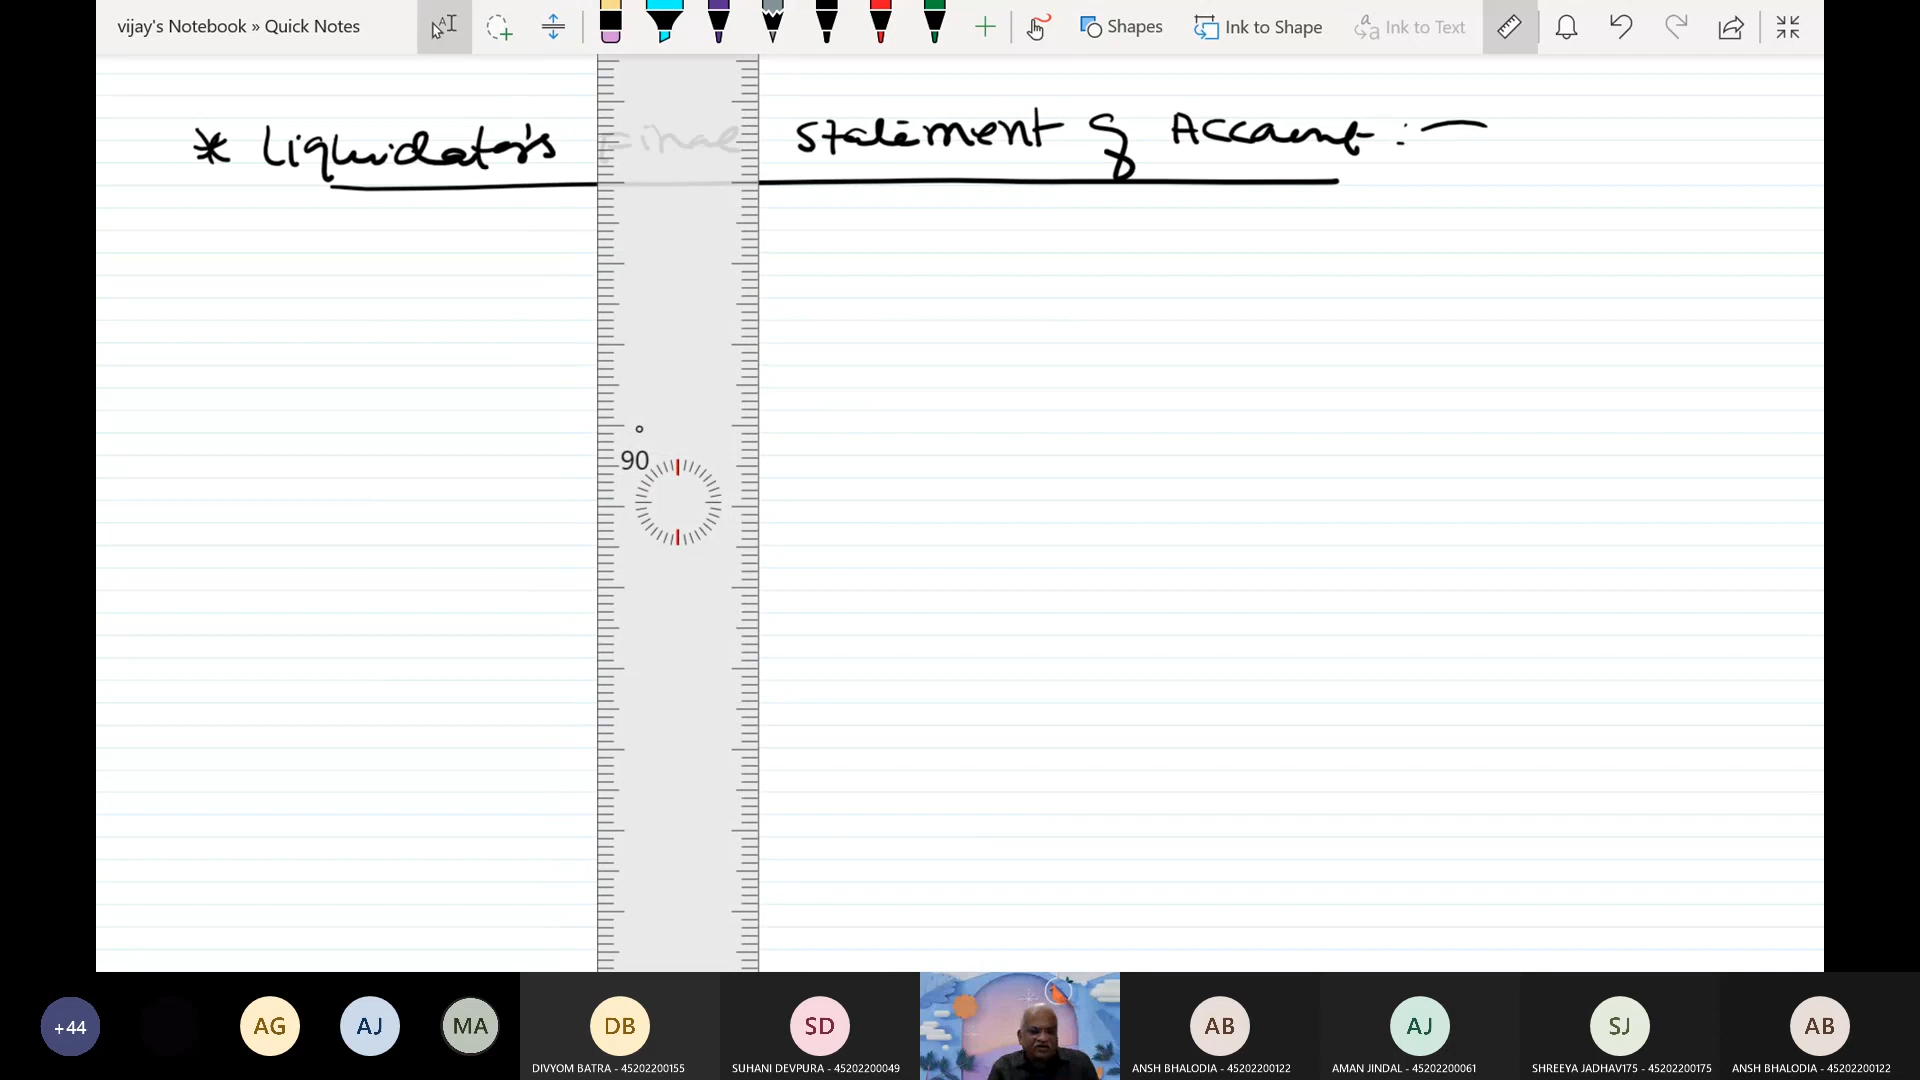 vijay's Notebook » Quick Notes
Shapes
Ink to Shape
Ink to Text
* Liquidator's Final Statement of Account :-
90
+44
AG
AJ
MA
DB
SD
AB
AJ
SJ
AB
DIVYOM BATRA - 45202200155
SUHANI DEVPURA - 45202200049
ANSH BHALODIA - 45202200122
AMAN JINDAL - 45202200061
SHREEYA JADHAV175 - 45202200175
ANSH BHALODIA - 45202200122